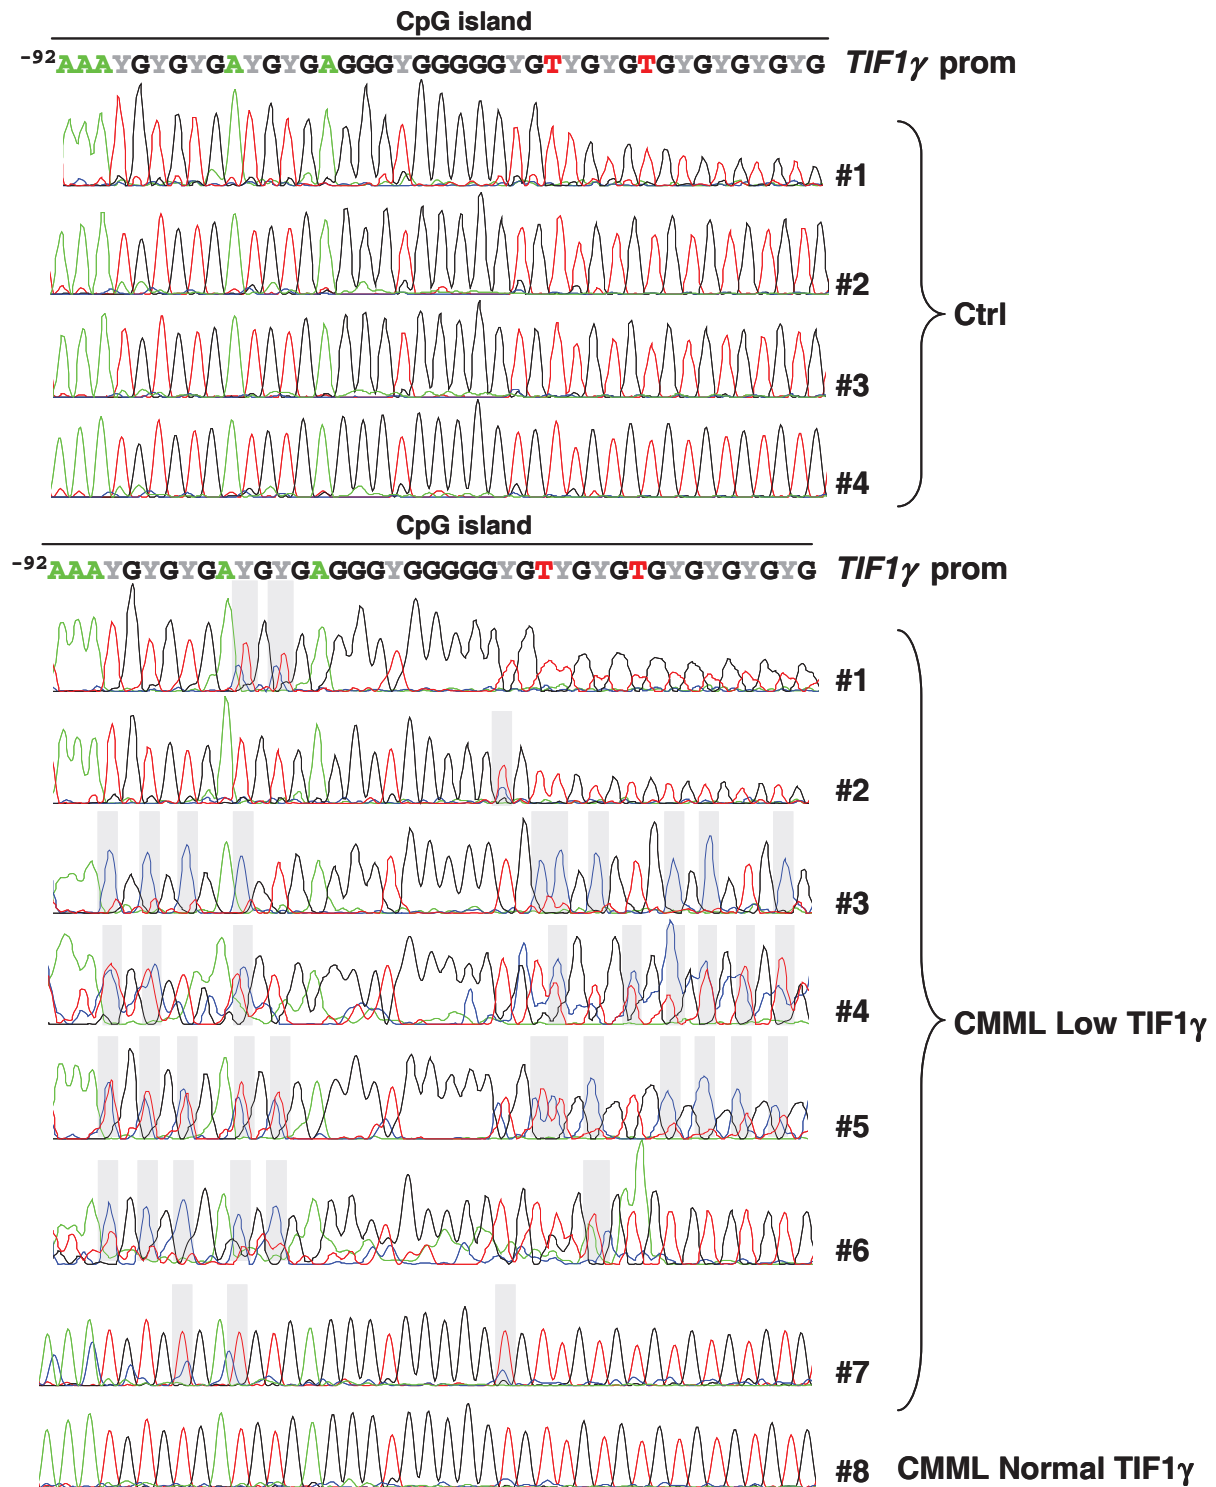 CpG island
-92AAAYGYGYGAYGYGAGGGYGGGGGYGTYGYGTGYGYGYGYG TIF1γ prom
#1
#2
Ctrl
#3
#4
CpG island
-92AAAYGYGYGAYGYGAGGGYGGGGGYGTYGYGTGYGYGYGYG TIF1γ prom
#1
#2
#3
#4 CMML Low TIF1γ
#5
#6
#7
#8 CMML Normal TIF1γ